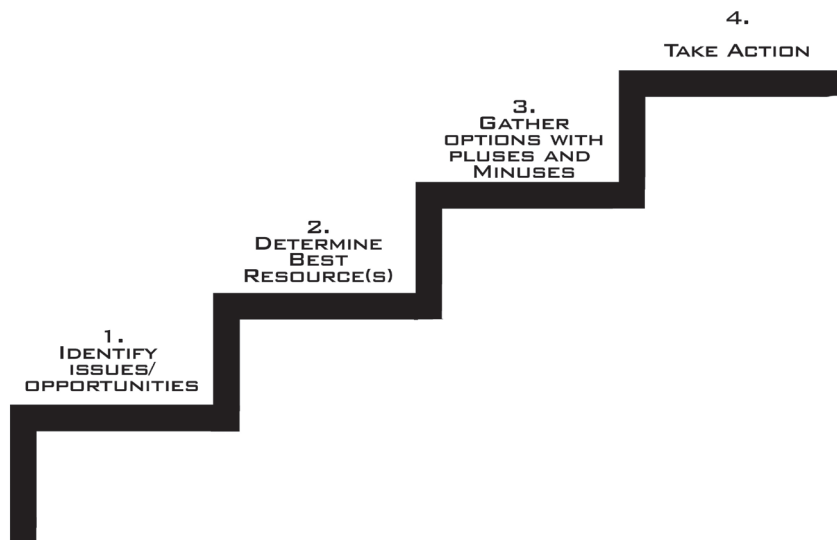 1.
Identify
issues/
opportunities
2.
Determine
Best
Resource(s)
3.
Gather
options with
pluses and
Minuses
4.
Take Action